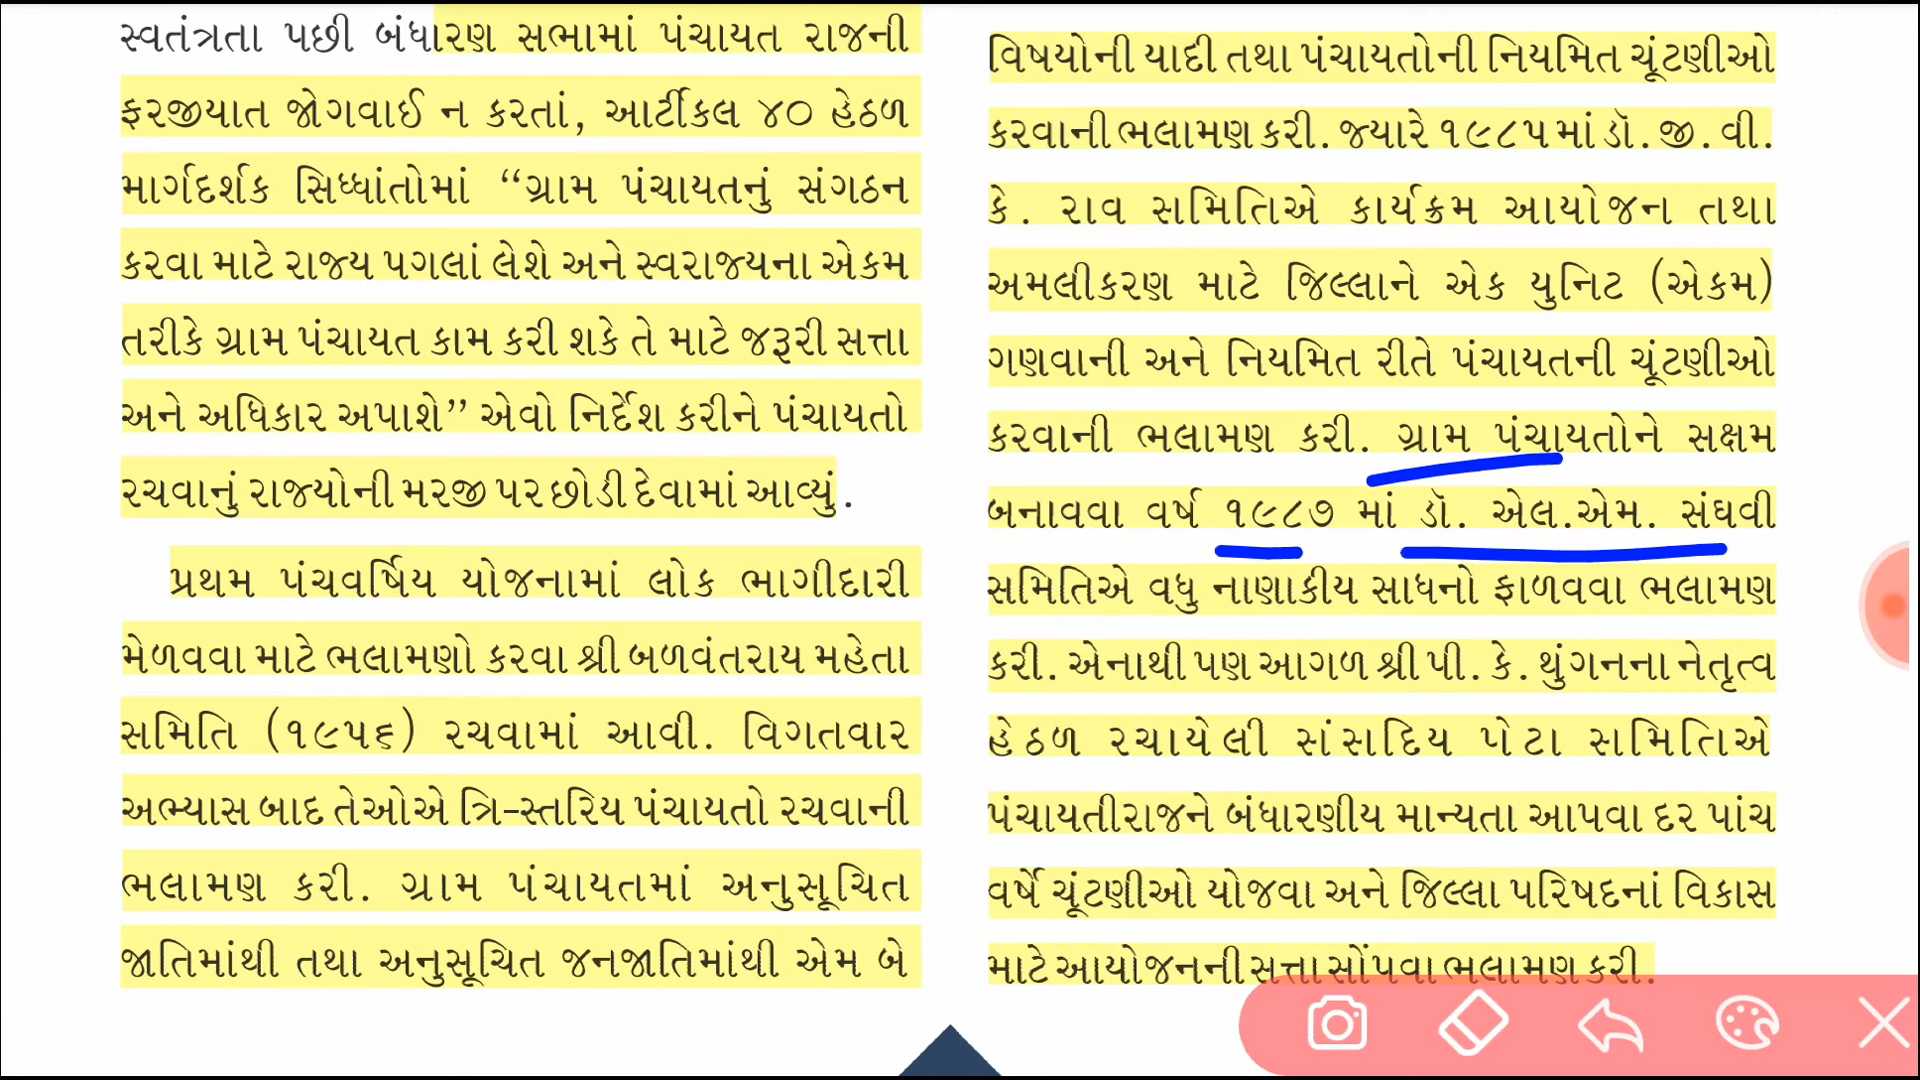 સ્વતંત્રતા પછી બંધારણ સભામાં પંચાયત રાજની
ફરજીયાત જોગવાઈ ન કરતાં, આર્ટીકલ ૪૦ હેઠળ
માર્ગદર્શક સિધ્ધાંતોમાં “ગ્રામ પંચાયતનું સંગઠન
કરવા માટે રાજ્ય પગલાં લેશે અને સ્વરાજ્યના એકમ
તરીકે ગ્રામ પંચાયત કામ કરી શકે તે માટે જરૂરી સત્તા
અને અધિકાર અપાશે” એવો નિર્દેશ કરીને પંચાયતો
રચવાનું રાજ્યોની મરજી પર છોડી દેવામાં આવ્યું.
પ્રથમ પંચવર્ષિય યોજનામાં લોક ભાગીદારી
મેળવવા માટે ભલામણો કરવા શ્રી બળવંતરાય મહેતા
સમિતિ (૧૯૫૬) રચવામાં આવી. વિગતવાર
અભ્યાસ બાદ તેઓએ ત્રિ-સ્તરિય પંચાયતો રચવાની
ભલામણ કરી. ગ્રામ પંચાયતમાં અનુસૂચિત
જાતિમાંથી તથા અનુસૂચિત જનજાતિમાંથી એમ બે
વિષયોની યાદી તથા પંચાયતોની નિયમિત ચૂંટણીઓ
કરવાની ભલામણ કરી. જ્યારે ૧૯૮૫ માં ડૉ. જી. વી.
કે. રાવ સમિતિએ કાર્યક્રમ આયોજન તથા
અમલીકરણ માટે જિલ્લાને એક યુનિટ (એકમ)
ગણવાની અને નિયમિત રીતે પંચાયતની ચૂંટણીઓ
કરવાની ભલામણ કરી. ગ્રામ પંચાયતોને સક્ષમ
બનાવવા વર્ષ ૧૯૮૭ માં ડૉ. એલ.એમ. સંઘવી
સમિતિએ વધુ નાણાકીય સાધનો ફાળવવા ભલામણ
કરી. એનાથી પણ આગળ શ્રી પી. કે. થુંગનના નેતૃત્વ
હેઠળ રચાયેલી સંસદિય પેટા સમિતિએ
પંચાયતીરાજને બંધારણીય માન્યતા આપવા દર પાંચ
વર્ષે ચૂંટણીઓ યોજવા અને જિલ્લા પરિષદનાં વિકાસ
માટે આયોજનની સત્તા સોંપવા ભલામણ કરી.